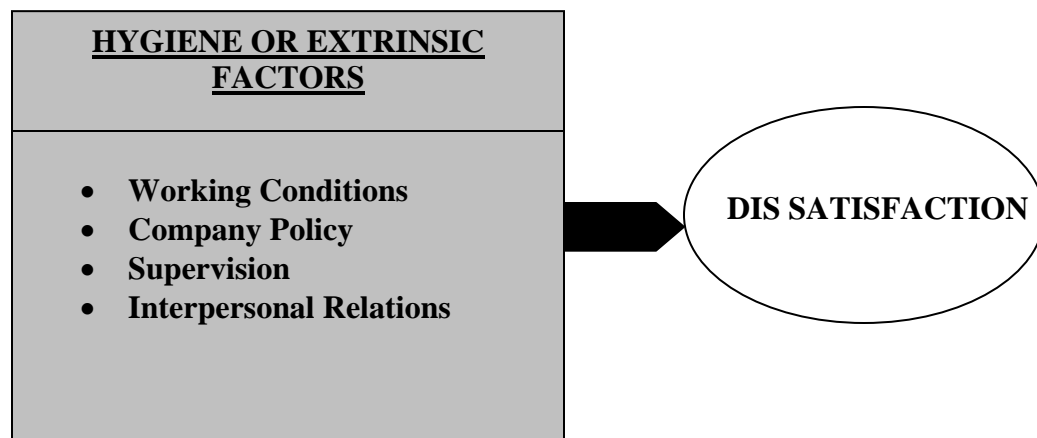 HYGIENE OR EXTRINSIC
FACTORS
• Working Conditions
• Company Policy
• Supervision
• Interpersonal Relations
DIS SATISFACTION